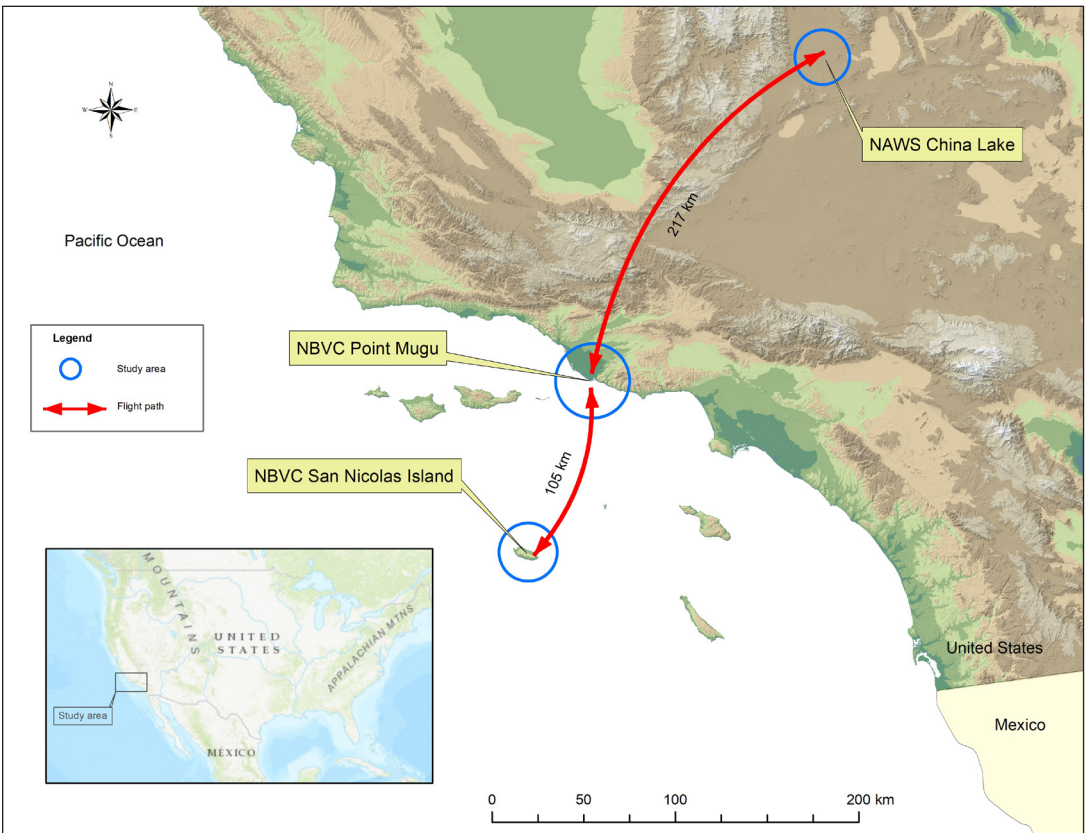 N
W
E
S
NAWS China Lake
217 km
Pacific Ocean
Legend
Study area
Flight path
NBVC Point Mugu
105 km
NBVC San Nicolas Island
MOUNTAINS
UNITED
STATES
APPALACHIAN MTNS
Study area
MÉXICO
United States
Mexico
0 50 100 200 km